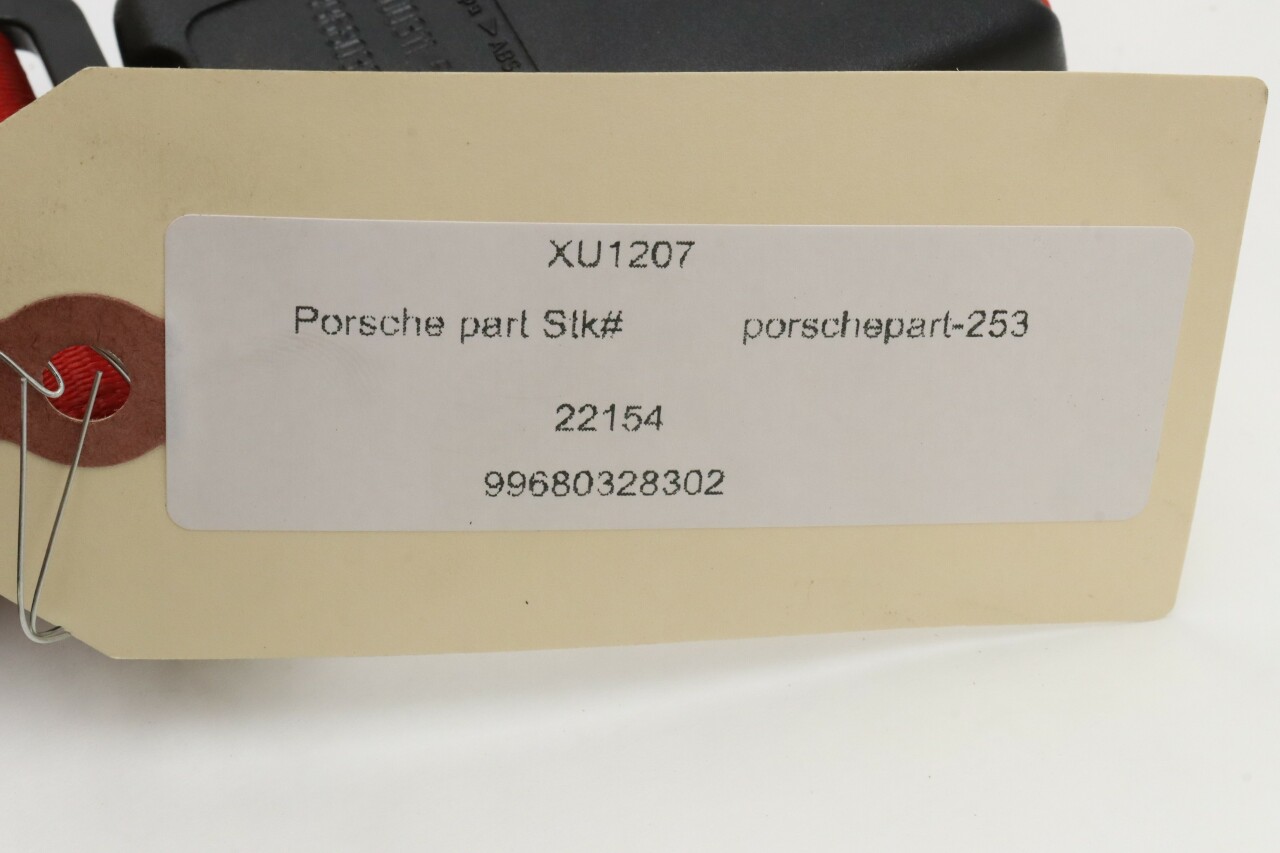 XU1207
Porsche part Stk# porschepart-253
22154
99680328302